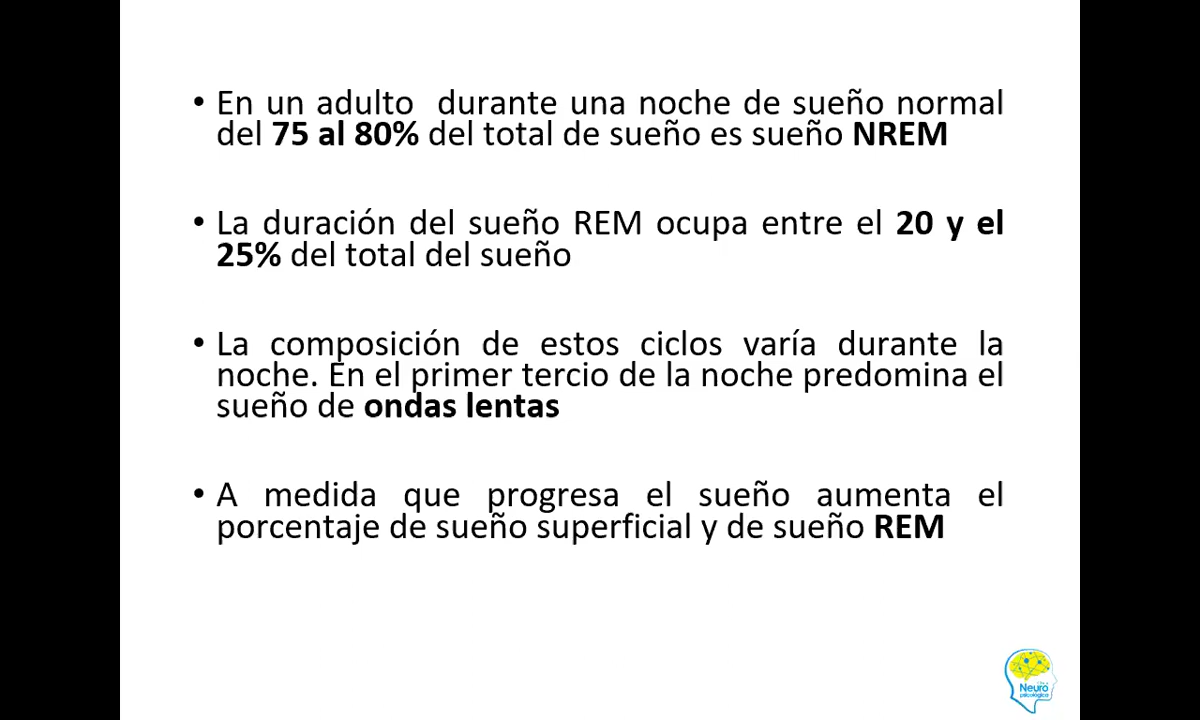 • En un adulto durante una noche de sueño normal
del 75 al 80% del total de sueño es sueño NREM
• La duración del sueño REM ocupa entre el 20 y el
25% del total del sueño
• La composición de estos ciclos varía durante la
noche. En el primer tercio de la noche predomina el
sueño de ondas lentas
• A medida que progresa el sueño aumenta el
porcentaje de sueño superficial y de sueño REM
Neuro
psicológica